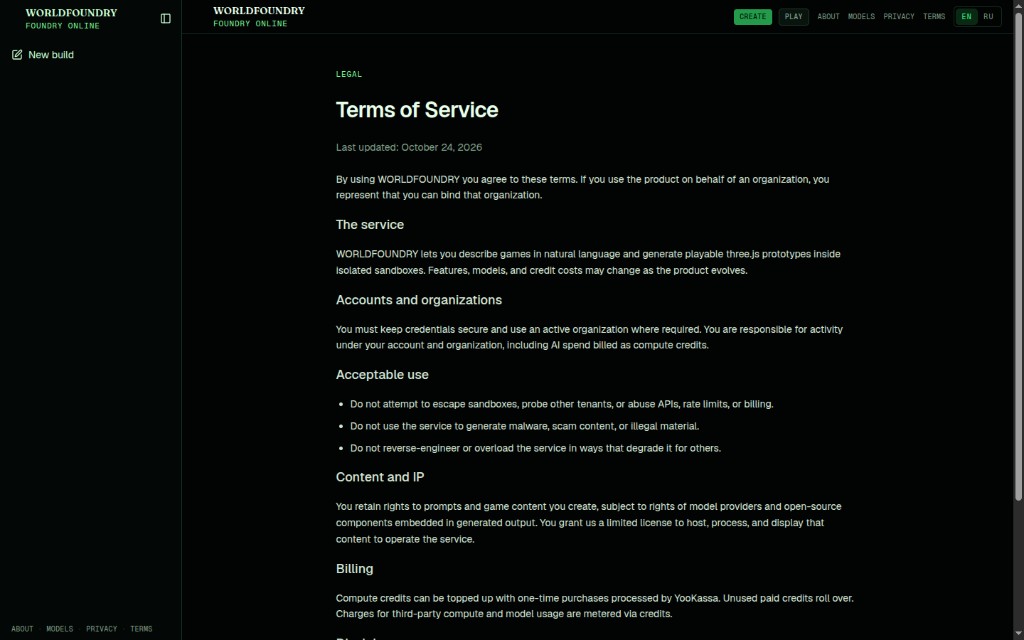 WORLDFOUNDRY
FOUNDRY ONLINE
New build
ABOUT · MODELS · PRIVACY · TERMS
WORLDFOUNDRY
FOUNDRY ONLINE
CREATE PLAY ABOUT MODELS PRIVACY TERMS EN RU
LEGAL
Terms of Service
Last updated: October 24, 2026
By using WORLDFOUNDRY you agree to these terms. If you use the product on behalf of an organization, you
represent that you can bind that organization.
The service
WORLDFOUNDRY lets you describe games in natural language and generate playable three.js prototypes inside
isolated sandboxes. Features, models, and credit costs may change as the product evolves.
Accounts and organizations
You must keep credentials secure and use an active organization where required. You are responsible for activity
under your account and organization, including AI spend billed as compute credits.
Acceptable use
• Do not attempt to escape sandboxes, probe other tenants, or abuse APIs, rate limits, or billing.
• Do not use the service to generate malware, scam content, or illegal material.
• Do not reverse-engineer or overload the service in ways that degrade it for others.
Content and IP
You retain rights to prompts and game content you create, subject to rights of model providers and open-source
components embedded in generated output. You grant us a limited license to host, process, and display that
content to operate the service.
Billing
Compute credits can be topped up with one-time purchases processed by YooKassa. Unused paid credits roll over.
Charges for third-party compute and model usage are metered via credits.